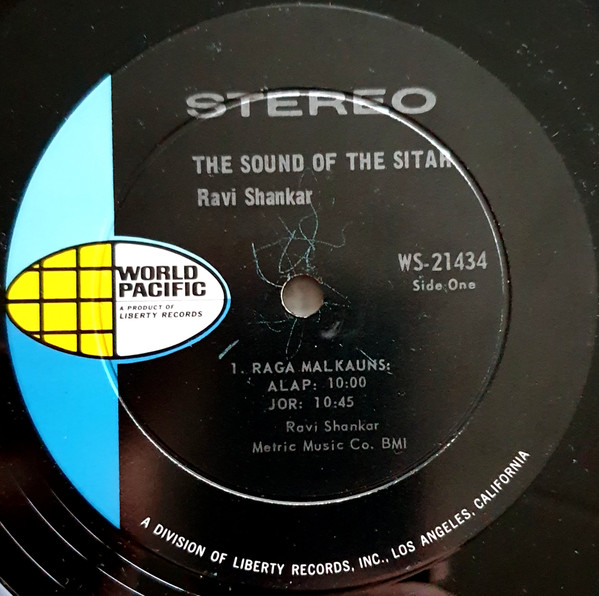 STEREO
THE SOUND OF THE SITAR
Ravi Shankar
WS-21434
Side One
WORLD
PACIFIC
A PRODUCT OF
LIBERTY RECORDS
1. RAGA MALKAUNS:
ALAP: 10:00
JOR: 10:45
Ravi Shankar
Metric Music Co. BMI
A DIVISION OF LIBERTY RECORDS, INC., LOS ANGELES, CALIFORNIA